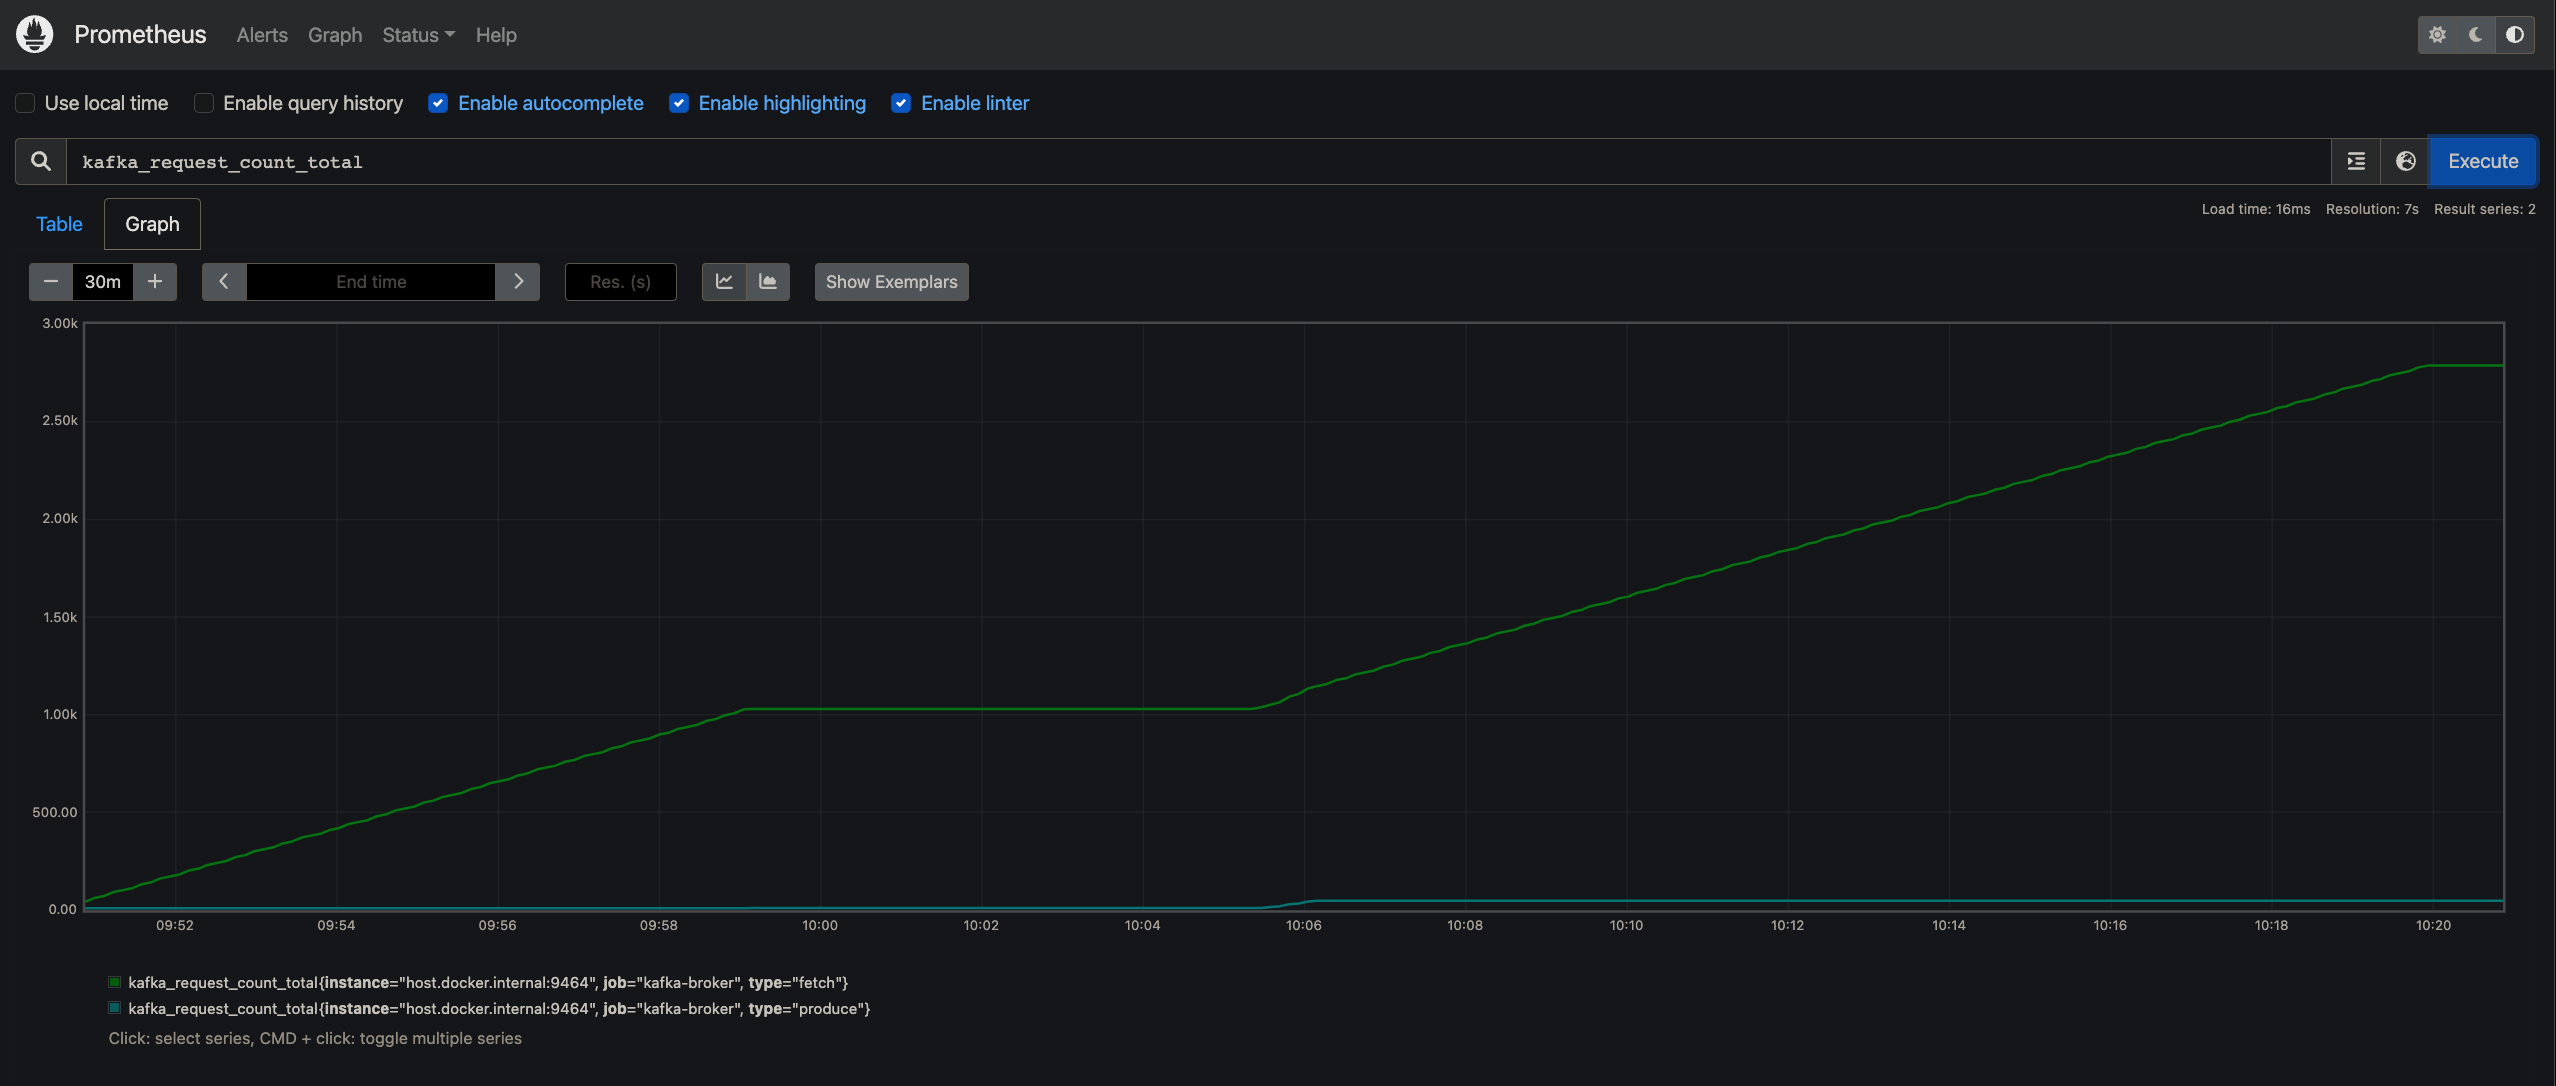 Prometheus Alerts Graph Status Help
Use local time Enable query history Enable autocomplete Enable highlighting Enable linter
kafka_request_count_total Execute
Table Graph Load time: 16ms Resolution: 7s Result series: 2
30m End time Res. (s) Show Exemplars
3.00k
2.50k
2.00k
1.50k
1.00k
500.00
0.00
09:52 09:54 09:56 09:58 10:00 10:02 10:04 10:06 10:08 10:10 10:12 10:14 10:16 10:18 10:20
kafka_request_count_total{instance="host.docker.internal:9464", job="kafka-broker", type="fetch"}
kafka_request_count_total{instance="host.docker.internal:9464", job="kafka-broker", type="produce"}
Click: select series, CMD + click: toggle multiple series